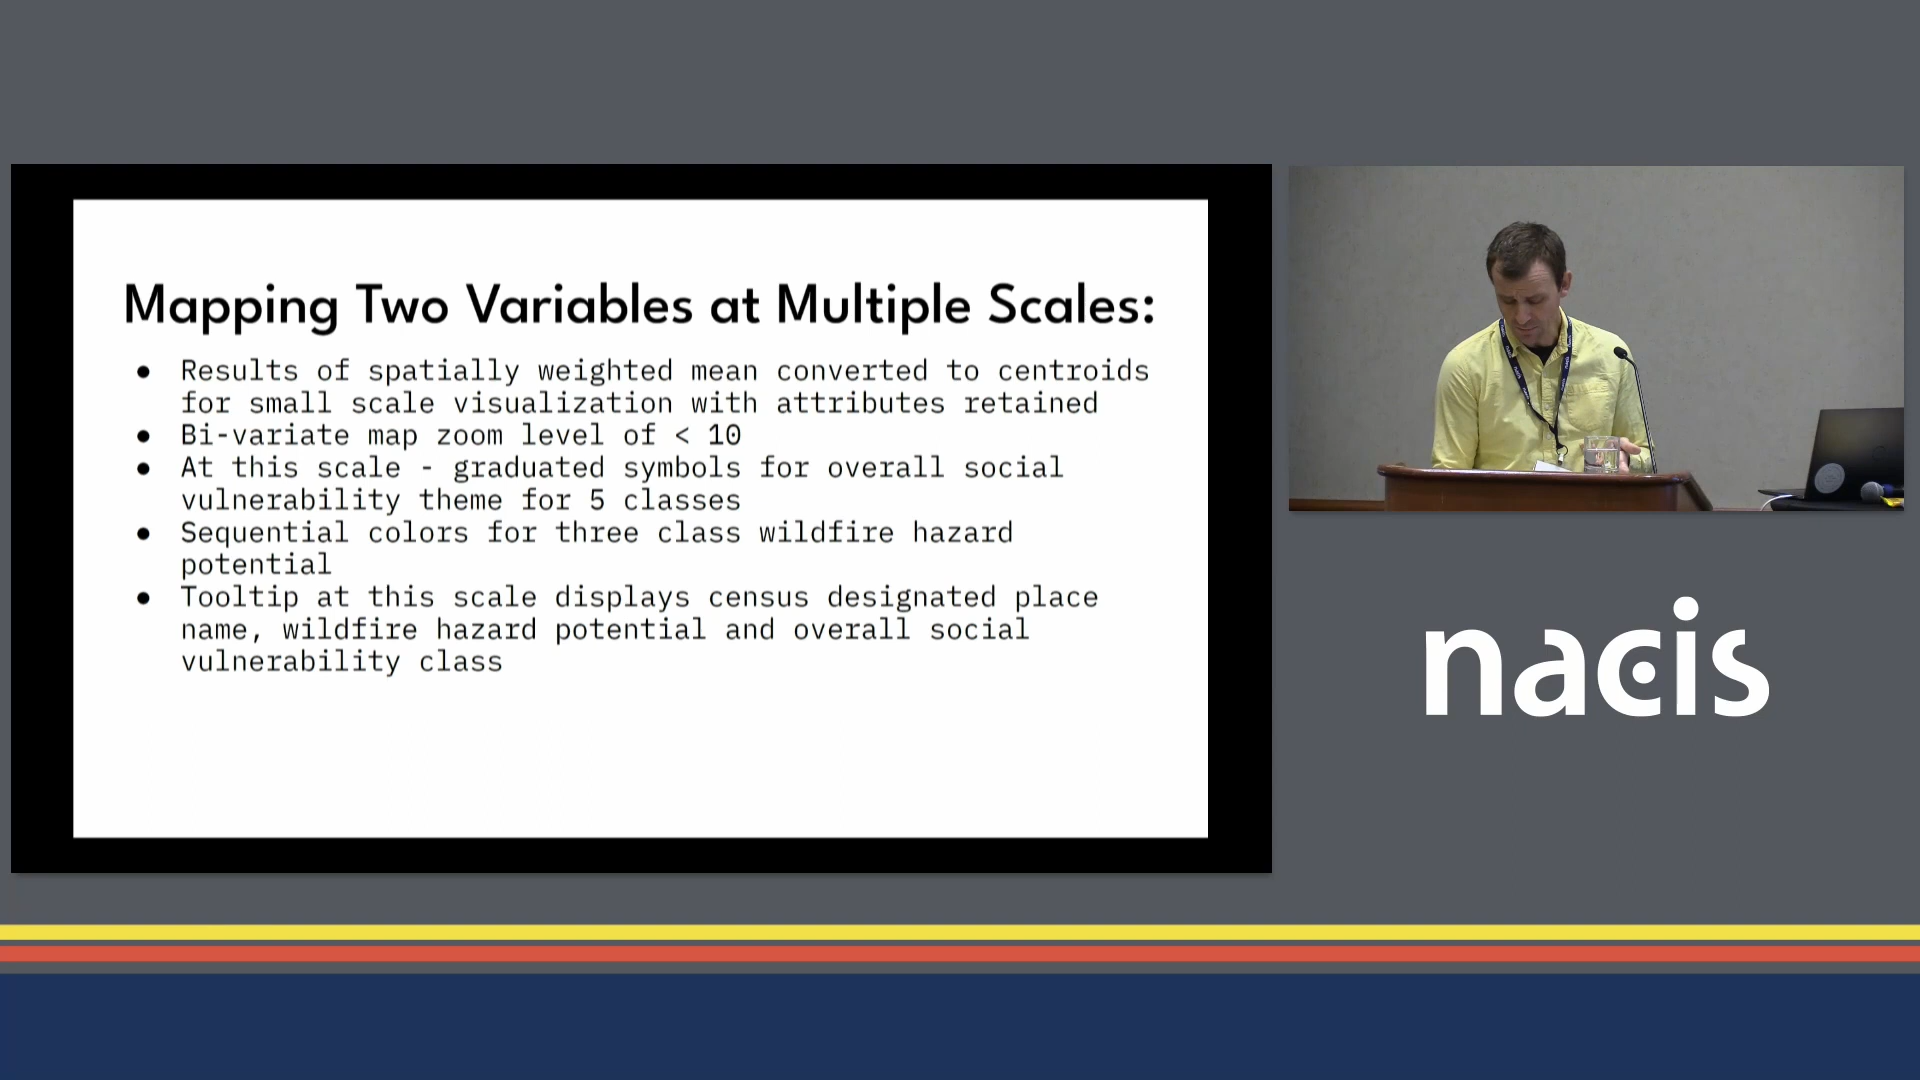 Mapping Two Variables at Multiple Scales:
● Results of spatially weighted mean converted to centroids
for small scale visualization with attributes retained
● Bi-variate map zoom level of < 10
● At this scale - graduated symbols for overall social
vulnerability theme for 5 classes
● Sequential colors for three class wildfire hazard
potential
● Tooltip at this scale displays census designated place
name, wildfire hazard potential and overall social
vulnerability class
nacis